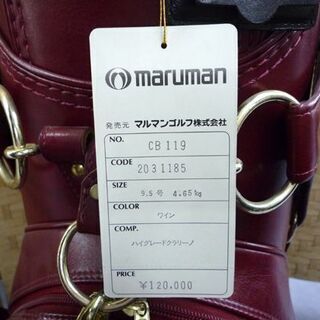 maruman
発売元 マルマンゴルフ株式会社
NO.
CB119
CODE
2031185
SIZE
9.5号 4.65kg
COLOR
ワイン
COMP.
ハイグレードクラリーノ
PRICE
¥120,000